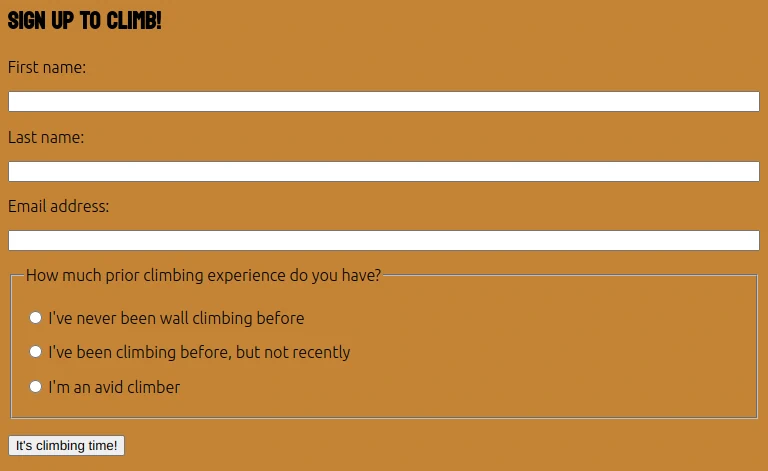 SIGN UP TO CLIMB!
First name:
Last name:
Email address:
How much prior climbing experience do you have?
I've never been wall climbing before
I've been climbing before, but not recently
I'm an avid climber
It's climbing time!